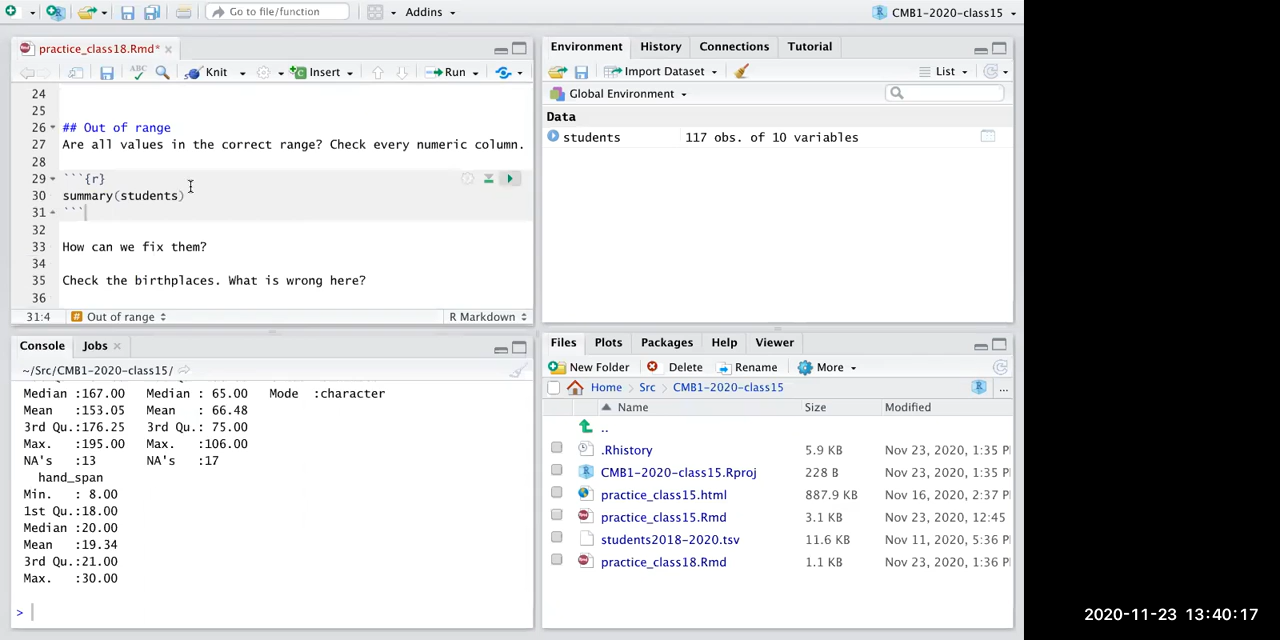 Go to file/function
Addins
CMB1-2020-class15
practice_class18.Rmd*
ABC
Knit
Insert
Run
24
25
26 ## Out of range
27 Are all values in the correct range? Check every numeric column.
28
29 ```{r}
30 summary(students)
31 ```
32
33 How can we fix them?
34
35 Check the birthplaces. What is wrong here?
36
31:4 # Out of range R Markdown
Console Jobs
~/Src/CMB1-2020-class15/
Median :167.00 Median : 65.00 Mode :character
Mean :153.05 Mean : 66.48
3rd Qu.:176.25 3rd Qu.: 75.00
Max. :195.00 Max. :106.00
NA's :13 NA's :17
hand_span
Min. : 8.00
1st Qu.:18.00
Median :20.00
Mean :19.34
3rd Qu.:21.00
Max. :30.00
>
Environment History Connections Tutorial
Import Dataset List
Global Environment
Data
students 117 obs. of 10 variables
Files Plots Packages Help Viewer
New Folder Delete Rename More
Home Src CMB1-2020-class15 ...
Name Size Modified
..
.Rhistory 5.9 KB Nov 23, 2020, 1:35 P
CMB1-2020-class15.Rproj 228 B Nov 23, 2020, 1:35 P
practice_class15.html 887.9 KB Nov 16, 2020, 2:37 P
practice_class15.Rmd 3.1 KB Nov 23, 2020, 12:45
students2018-2020.tsv 11.6 KB Nov 11, 2020, 5:36 P
practice_class18.Rmd 1.1 KB Nov 23, 2020, 1:36 P
2020-11-23 13:40:17